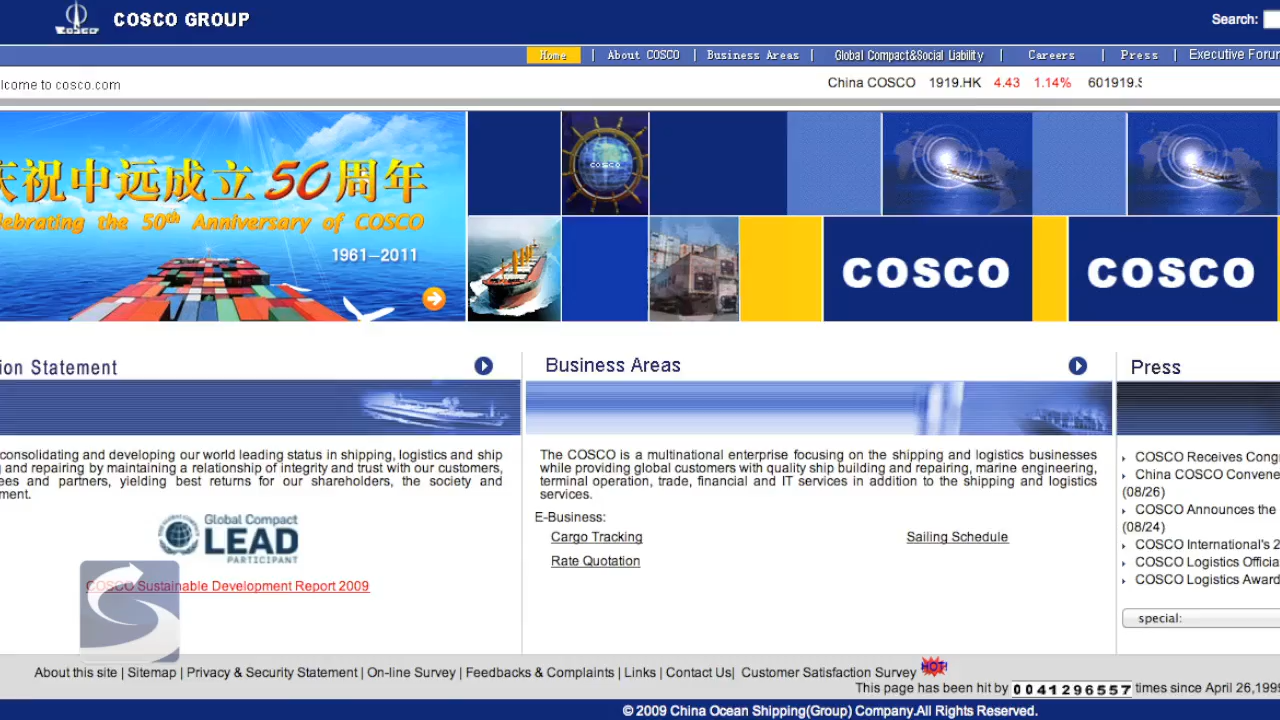 COSCO
COSCO GROUP
Search:
Home | About COSCO | Business Areas | Global Compact&Social Liability | Careers | Press | Executive Forum
lcome to cosco.com
China COSCO 1919.HK 4.43 1.14% 601919.S
庆祝中远成立50周年
lebrating the 50th Anniversary of COSCO
1961—2011
COSCO
COSCO COSCO
ion Statement
Business Areas
Press
consolidating and developing our world leading status in shipping, logistics and ship
g and repairing by maintaining a relationship of integrity and trust with our customers,
ees and partners, yielding best returns for our shareholders, the society and
ment.
THE GLOBAL COMPACT
Global Compact
LEAD
PARTICIPANT
COSCO Sustainable Development Report 2009
The COSCO is a multinational enterprise focusing on the shipping and logistics businesses
while providing global customers with quality ship building and repairing, marine engineering,
terminal operation, trade, financial and IT services in addition to the shipping and logistics
services.
E-Business:
Cargo Tracking Sailing Schedule
Rate Quotation
COSCO Receives Cong
China COSCO Convene
(08/26)
COSCO Announces the
(08/24)
COSCO International's 2
COSCO Logistics Officia
COSCO Logistics Award
special:
About this site | Sitemap | Privacy & Security Statement | On-line Survey | Feedbacks & Complaints | Links | Contact Us| Customer Satisfaction Survey HOT!
This page has been hit by 0041296557 times since April 26,1999
© 2009 China Ocean Shipping(Group) Company.All Rights Reserved.